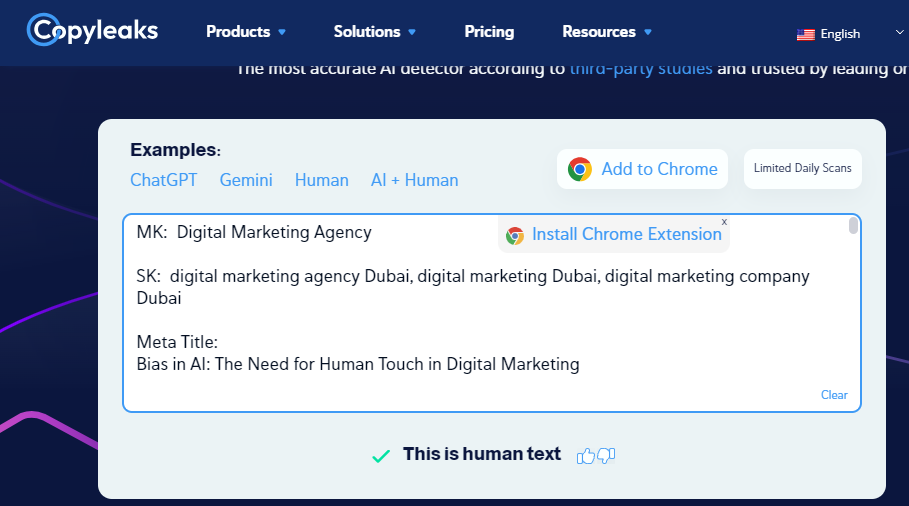 Copyleaks
Products Solutions Pricing Resources English
The most accurate AI detector according to third-party studies and trusted by leading or
Examples:
ChatGPT Gemini Human AI + Human
Add to Chrome
Limited Daily Scans
MK: Digital Marketing Agency
x
Install Chrome Extension
SK: digital marketing agency Dubai, digital marketing Dubai, digital marketing company
Dubai
Meta Title:
Bias in AI: The Need for Human Touch in Digital Marketing
Clear
This is human text